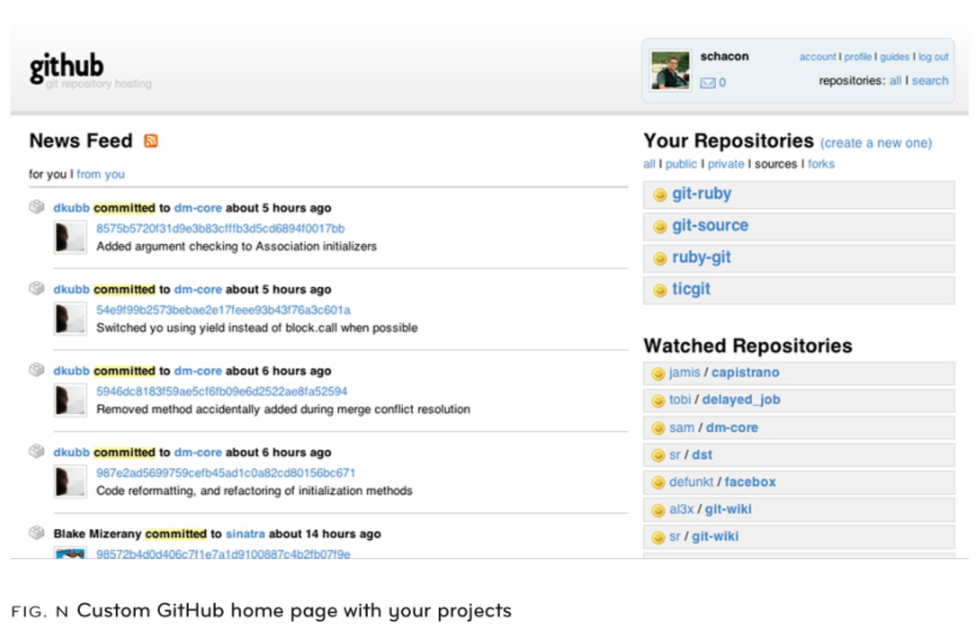 github
git repository hosting
schacon
account | profile | guides | log out
0
repositories: all | search
News Feed
for you | from you
dkubb committed to dm-core about 5 hours ago
8575b5720f31d9e3b83cfffb3d5cd6894f0017bb
Added argument checking to Association initializers
dkubb committed to dm-core about 5 hours ago
54e9f99b2573bebae2e17feee93b43f76a3c601a
Switched yo using yield instead of block.call when possible
dkubb committed to dm-core about 6 hours ago
5946dc8183f59ae5cf6fb09e6d2522ae8fa52594
Removed method accidentally added during merge conflict resolution
dkubb committed to dm-core about 6 hours ago
987e2ad5699759cefb45ad1c0a82cd80156bc671
Code reformatting, and refactoring of initialization methods
Blake Mizerany committed to sinatra about 14 hours ago
98572b4d0d406c7f1e7a1d9100887c4b2fb07f9e
Your Repositories (create a new one)
all | public | private | sources | forks
git-ruby
git-source
ruby-git
ticgit
Watched Repositories
jamis / capistrano
tobi / delayed_job
sam / dm-core
sr / dst
defunkt / facebox
al3x / git-wiki
sr / git-wiki
FIG. N Custom GitHub home page with your projects